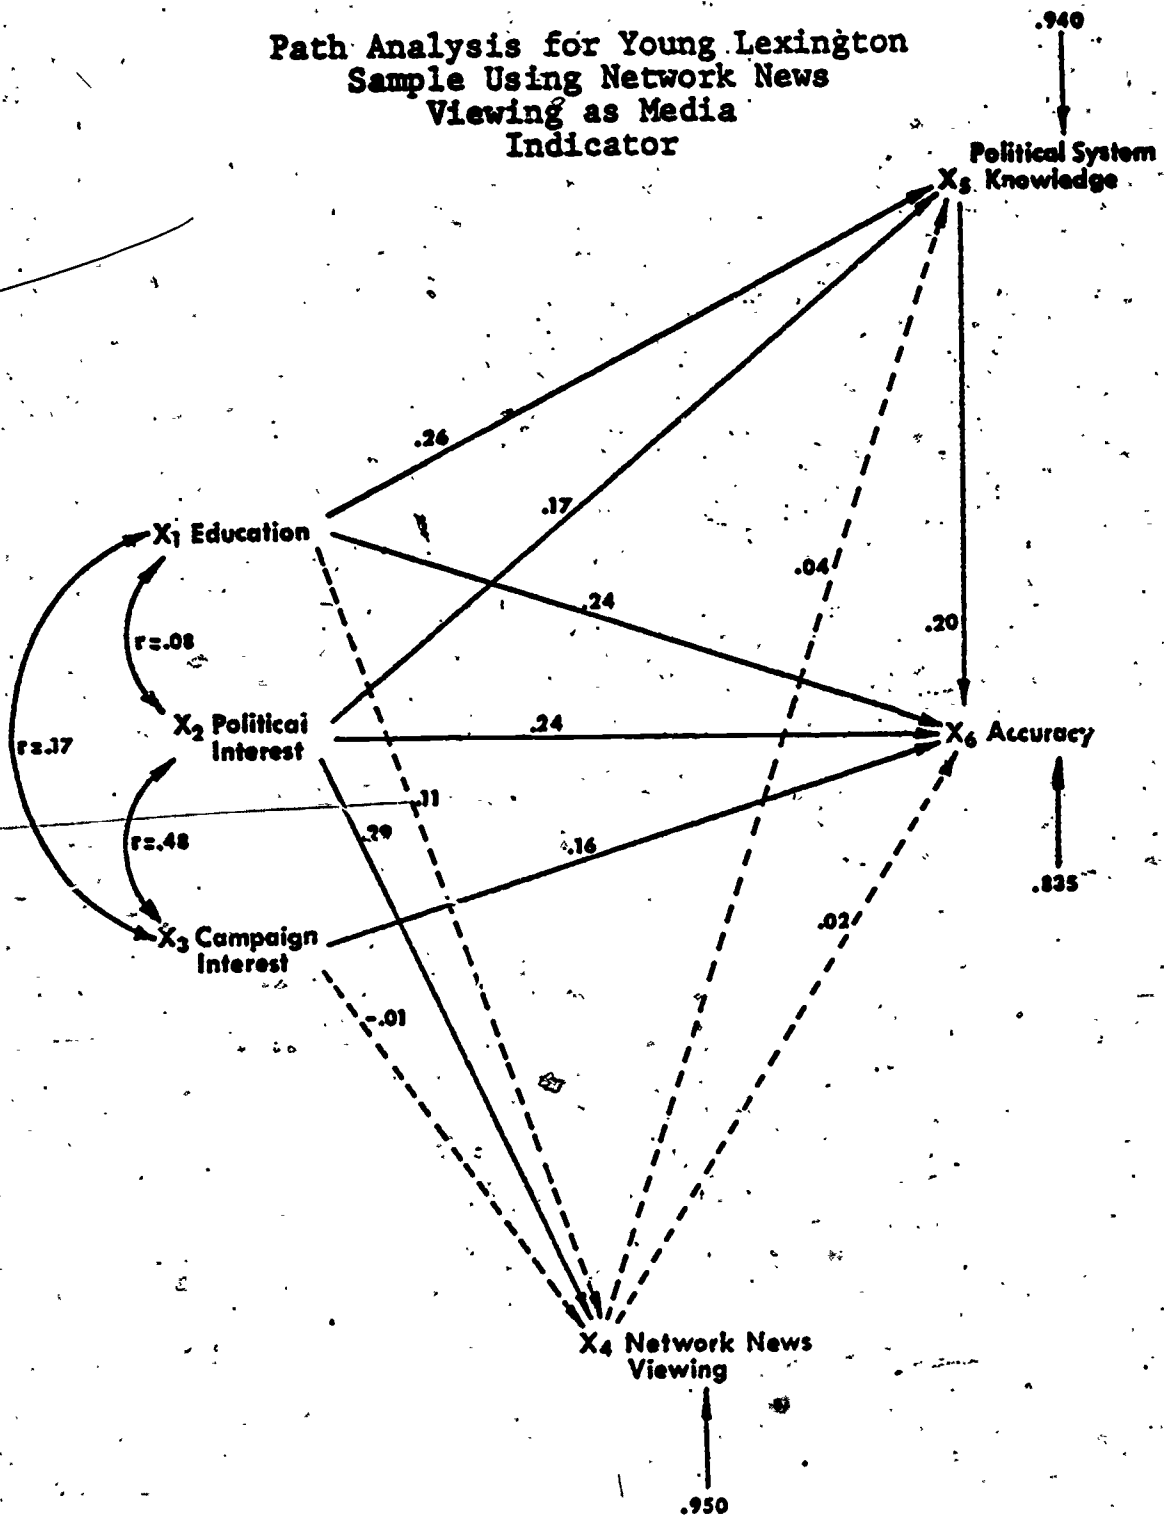 .940
Path Analysis for Young Lexington
Sample Using Network News
Viewing as Media
Indicator
Political System
X5 Knowledge
.26
.17
X1 Education
.04
.24
.20
r=.08
X2 Political
Interest
.24
X6 Accuracy
r=.17
.11
.29
r=.48
.16
.835
.02
X3 Campaign
Interest
-.01
X4 Network News
Viewing
.950